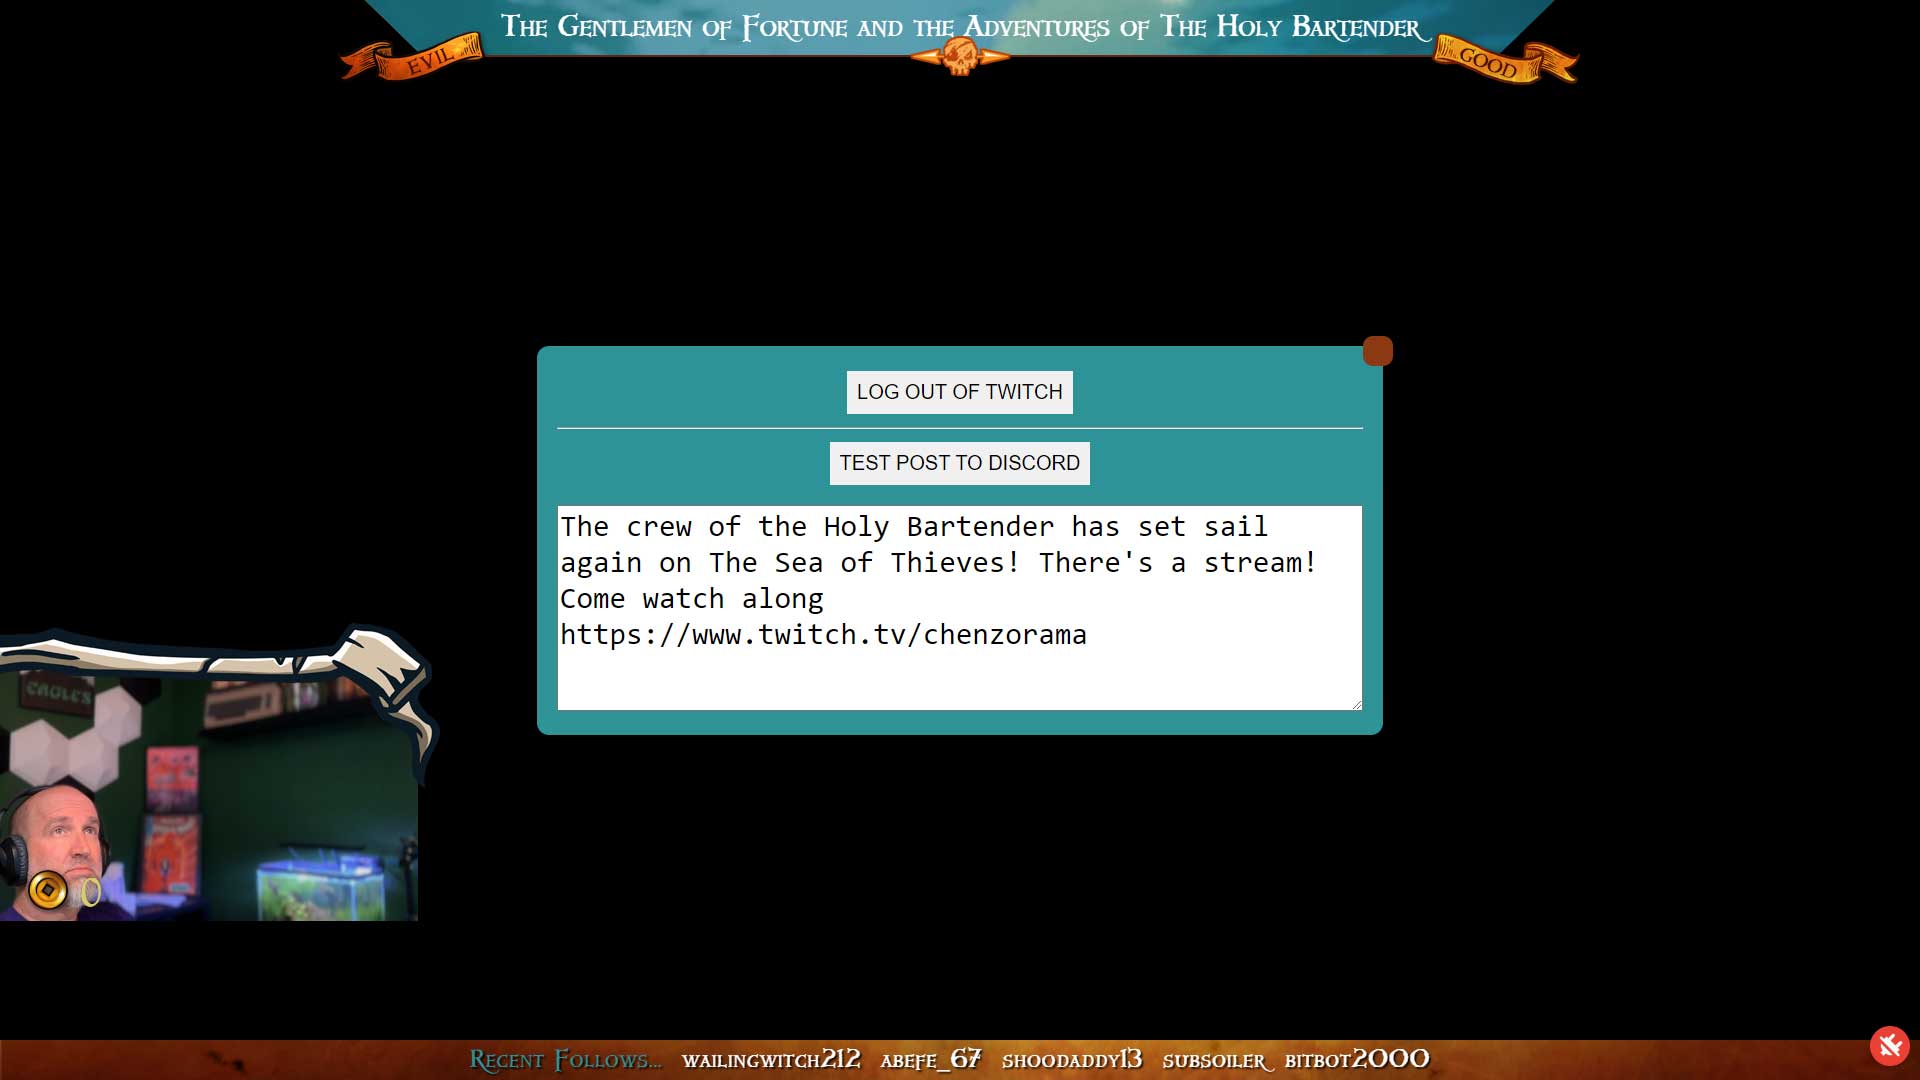 The Gentlemen of Fortune and the Adventures of The Holy Bartender
EVIL
GOOD
LOG OUT OF TWITCH
TEST POST TO DISCORD
The crew of the Holy Bartender has set sail
again on The Sea of Thieves! There's a stream!
Come watch along
https://www.twitch.tv/chenzorama
EAGLES
Recent Follows... wailingwitch212 abefe_67 shoodaddy13 subsoiler bitbot2000